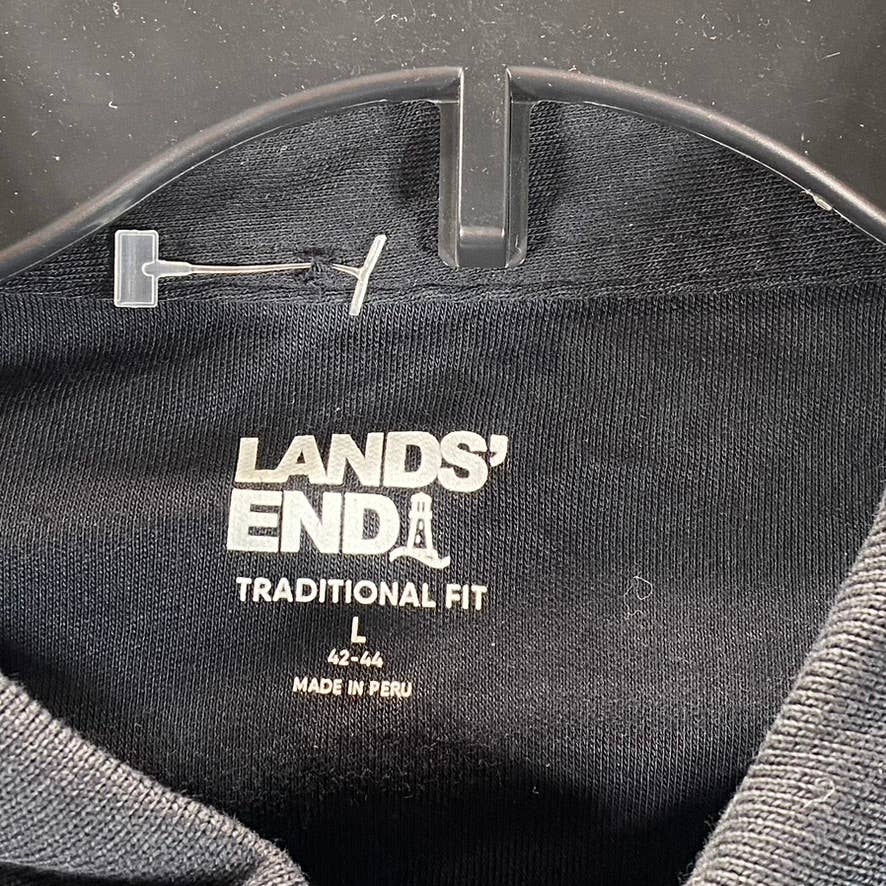 LANDS'
END
TRADITIONAL FIT
L
42-44
MADE IN PERU